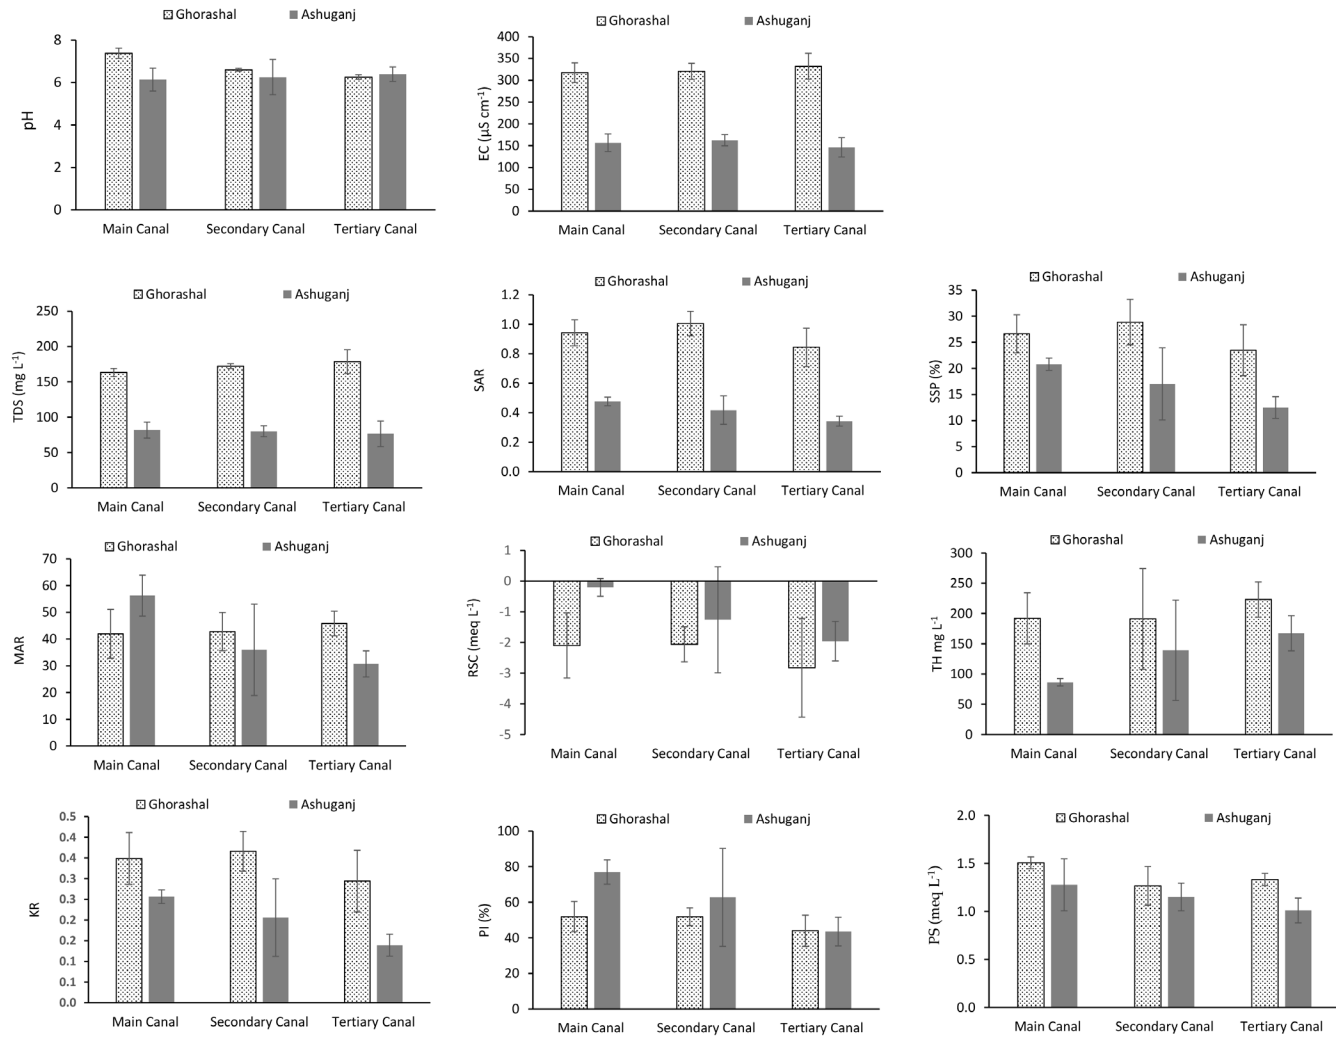 Ghorashal Ashuganj
pH
8
6
4
2
0
Main Canal Secondary Canal Tertiary Canal
Ghorashal Ashuganj
EC (µS cm⁻¹)
400
350
300
250
200
150
100
50
0
Main Canal Secondary Canal Tertiary Canal
Ghorashal Ashuganj
TDS (mg L⁻¹)
250
200
150
100
50
0
Main Canal Secondary Canal Tertiary Canal
Ghorashal Ashuganj
SAR
1.2
1.0
0.8
0.6
0.4
0.2
0.0
Main Canal Secondary Canal Tertiary Canal
Ghorashal Ashuganj
SSP (%)
35
30
25
20
15
10
5
0
Main Canal Secondary Canal Tertiary Canal
Ghorashal Ashuganj
MAR
70
60
50
40
30
20
10
0
Main Canal Secondary Canal Tertiary Canal
Ghorashal Ashuganj
RSC (meq L⁻¹)
1
0
-1
-2
-3
-4
-5
Main Canal Secondary Canal Tertiary Canal
Ghorashal Ashuganj
TH mg L⁻¹
300
250
200
150
100
50
0
Main Canal Secondary Canal Tertiary Canal
Ghorashal Ashuganj
KR
0.5
0.4
0.4
0.3
0.3
0.2
0.2
0.1
0.1
0.0
Main Canal Secondary Canal Tertiary Canal
Ghorashal Ashuganj
PI (%)
100
80
60
40
20
0
Main Canal Secondary Canal Tertiary Canal
Ghorashal Ashuganj
PS (meq L⁻¹)
2.0
1.5
1.0
0.5
0.0
Main Canal Secondary Canal Tertiary Canal